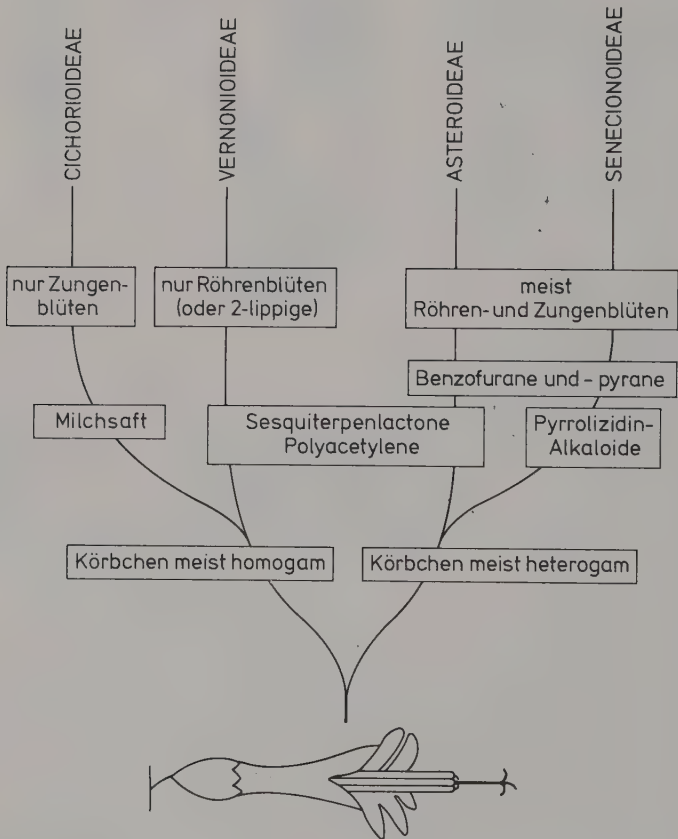 CICHORIOIDEAE
VERNONIOIDEAE
ASTEROIDEAE
SENECIONOIDEAE
nur Zungen-
blüten
nur Röhrenblüten
(oder 2-lippige)
meist
Röhren- und Zungenblüten
Benzofurane und - pyrane
Milchsaft
Sesquiterpenlactone
Polyacetylene
Pyrrolizidin-
Alkaloide
Körbchen meist homogam
Körbchen meist heterogam